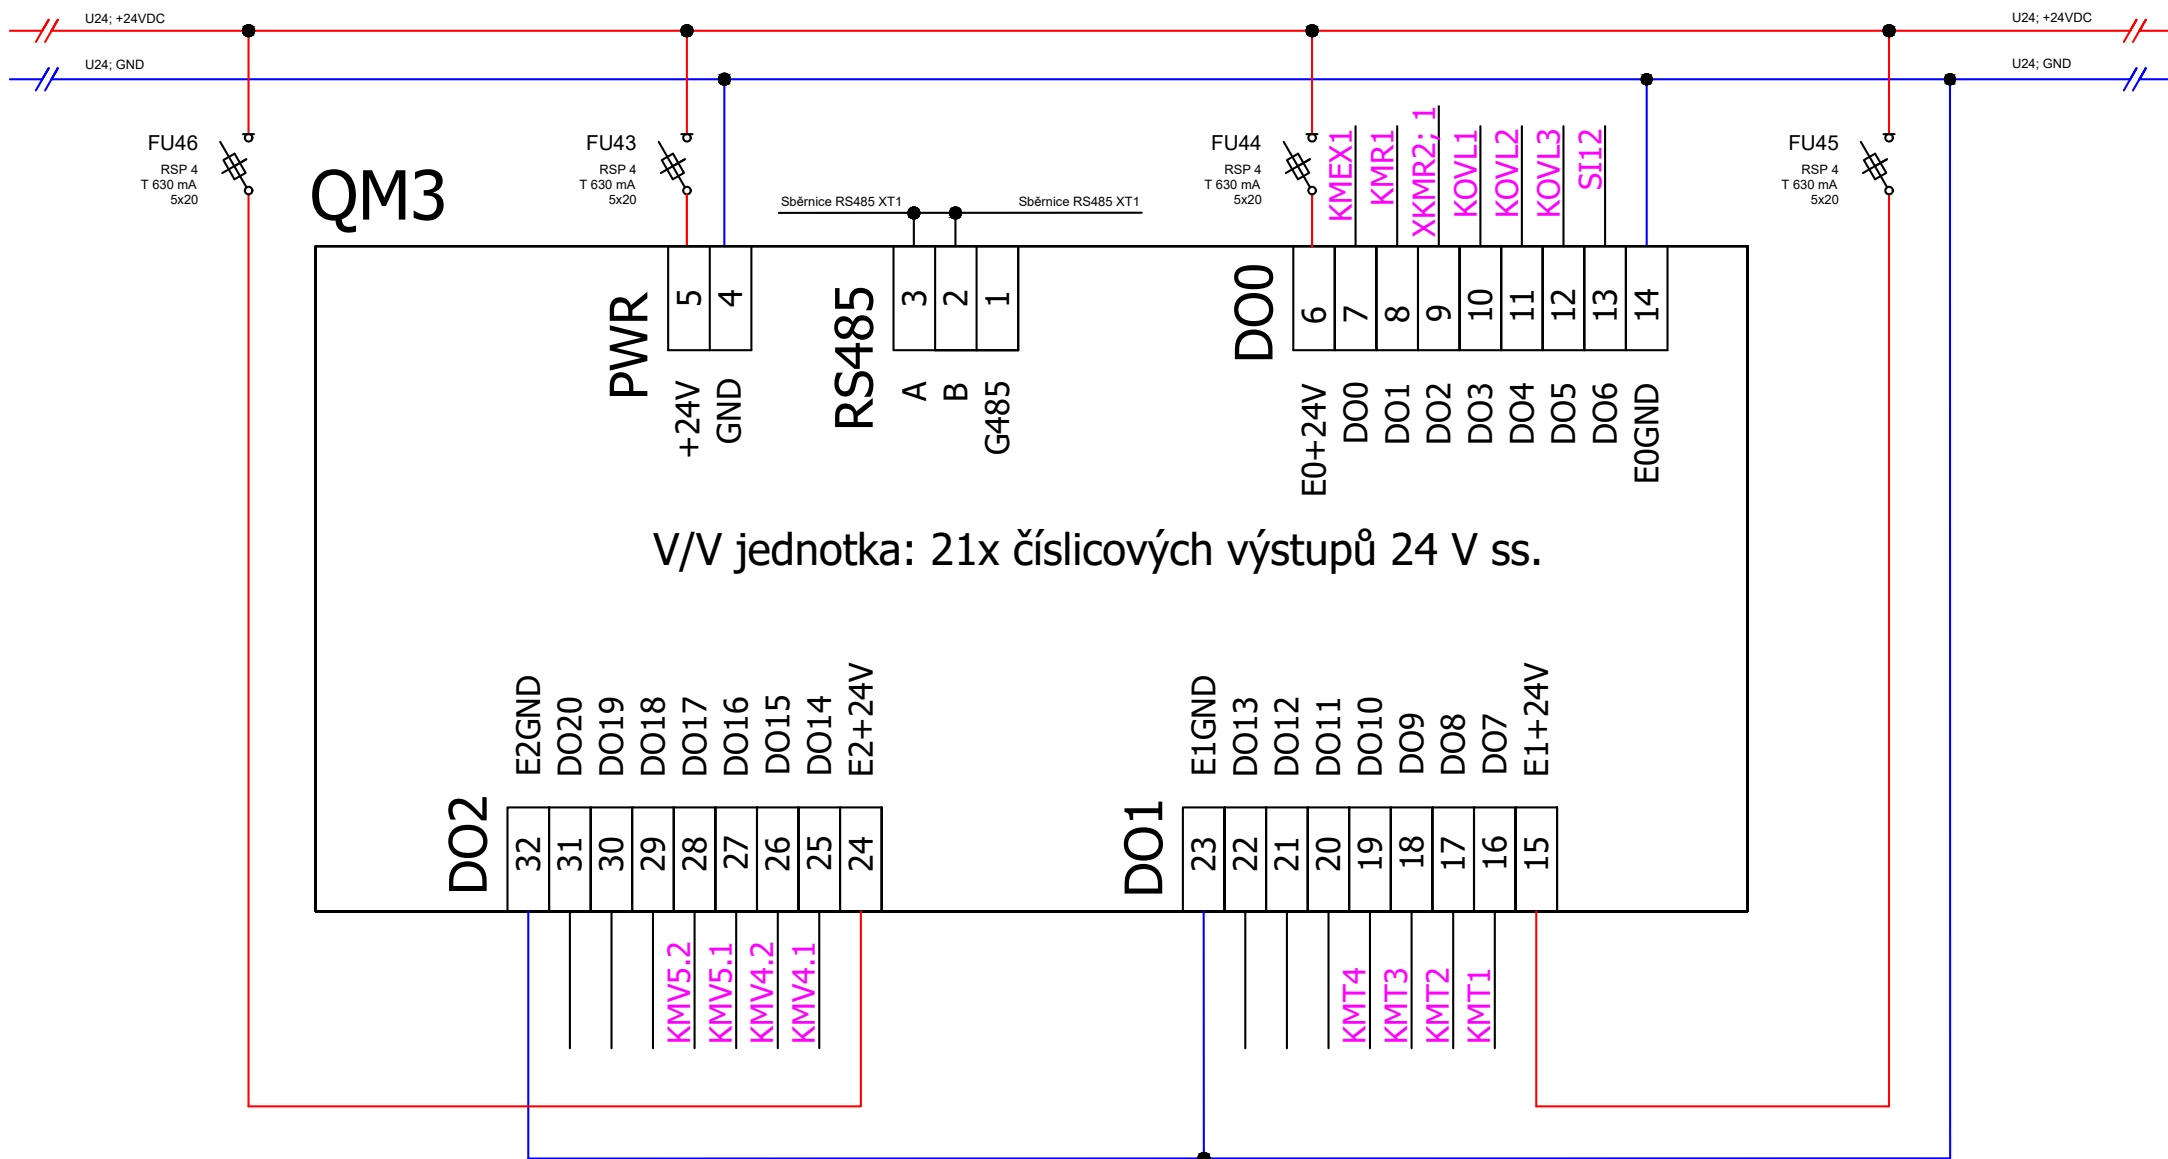 U24; +24VDC
U24; +24VDC
U24; GND
U24; GND
FU46
RSP 4
T 630 mA
5x20
FU43
RSP 4
T 630 mA
5x20
FU44
RSP 4
T 630 mA
5x20
FU45
RSP 4
T 630 mA
5x20
QM3
Sběrnice RS485 XT1
Sběrnice RS485 XT1
KMEX1
KMR1
XKMR2; 1
KOVL1
KOVL2
KOVL3
SI12
PWR
5
4
+24V
GND
RS485
3
2
1
A
B
G485
DO0
6
7
8
9
10
11
12
13
14
E0+24V
DO0
DO1
DO2
DO3
DO4
DO5
DO6
E0GND
V/V jednotka: 21x číslicových výstupů 24 V ss.
E2GND
DO20
DO19
DO18
DO17
DO16
DO15
DO14
E2+24V
DO2
32
31
30
29
28
27
26
25
24
KMV5.2
KMV5.1
KMV4.2
KMV4.1
E1GND
DO13
DO12
DO11
DO10
DO9
DO8
DO7
E1+24V
DO1
23
22
21
20
19
18
17
16
15
KMT4
KMT3
KMT2
KMT1